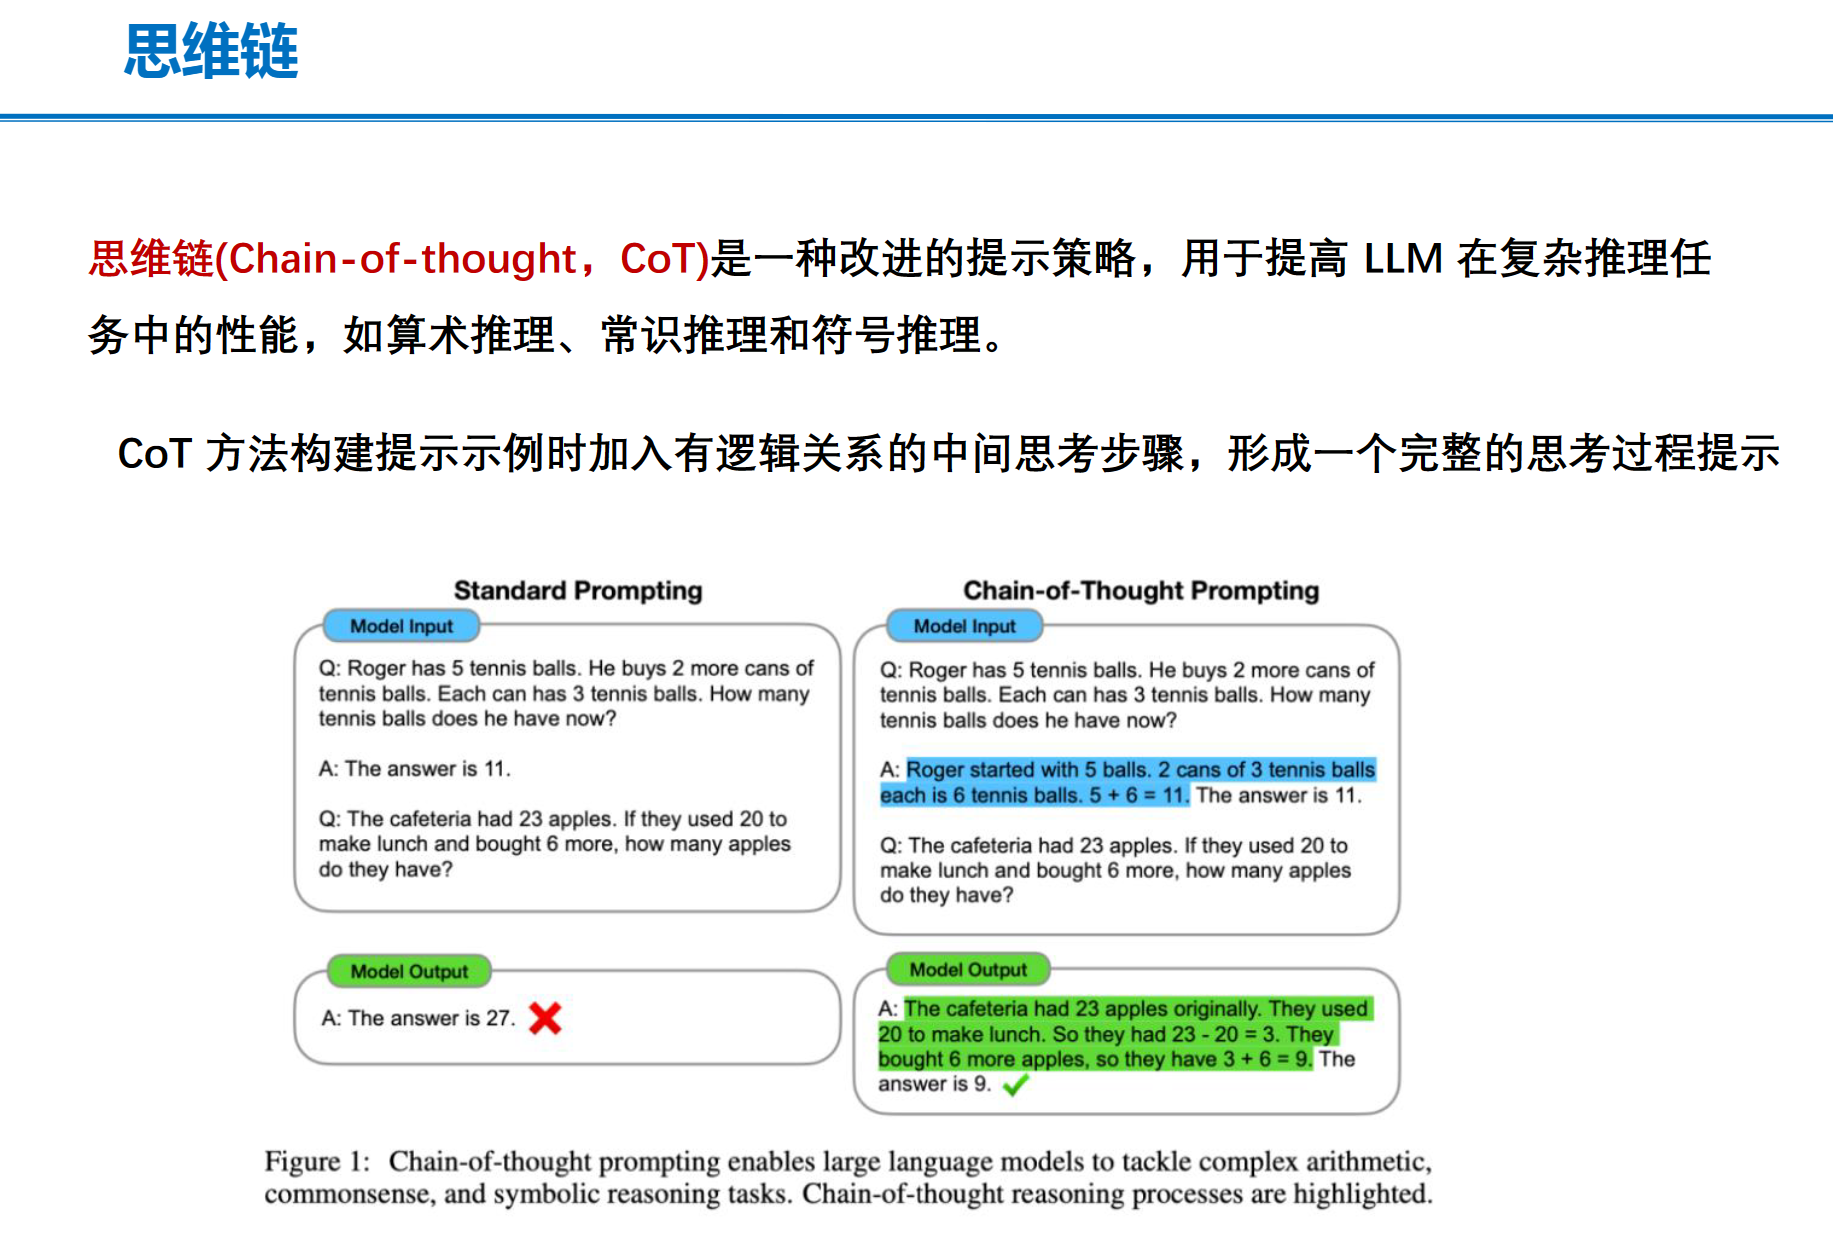 思维链
思维链(Chain-of-thought，CoT)是一种改进的提示策略，用于提高 LLM 在复杂推理任
务中的性能，如算术推理、常识推理和符号推理。
CoT 方法构建提示示例时加入有逻辑关系的中间思考步骤，形成一个完整的思考过程提示
Standard Prompting
Model Input
Q: Roger has 5 tennis balls. He buys 2 more cans of
tennis balls. Each can has 3 tennis balls. How many
tennis balls does he have now?
A: The answer is 11.
Q: The cafeteria had 23 apples. If they used 20 to
make lunch and bought 6 more, how many apples
do they have?
Model Output
A: The answer is 27.
Chain-of-Thought Prompting
Model Input
Q: Roger has 5 tennis balls. He buys 2 more cans of
tennis balls. Each can has 3 tennis balls. How many
tennis balls does he have now?
A: Roger started with 5 balls. 2 cans of 3 tennis balls
each is 6 tennis balls. 5 + 6 = 11. The answer is 11.
Q: The cafeteria had 23 apples. If they used 20 to
make lunch and bought 6 more, how many apples
do they have?
Model Output
A: The cafeteria had 23 apples originally. They used
20 to make lunch. So they had 23 - 20 = 3. They
bought 6 more apples, so they have 3 + 6 = 9. The
answer is 9.
Figure 1: Chain-of-thought prompting enables large language models to tackle complex arithmetic,
commonsense, and symbolic reasoning tasks. Chain-of-thought reasoning processes are highlighted.